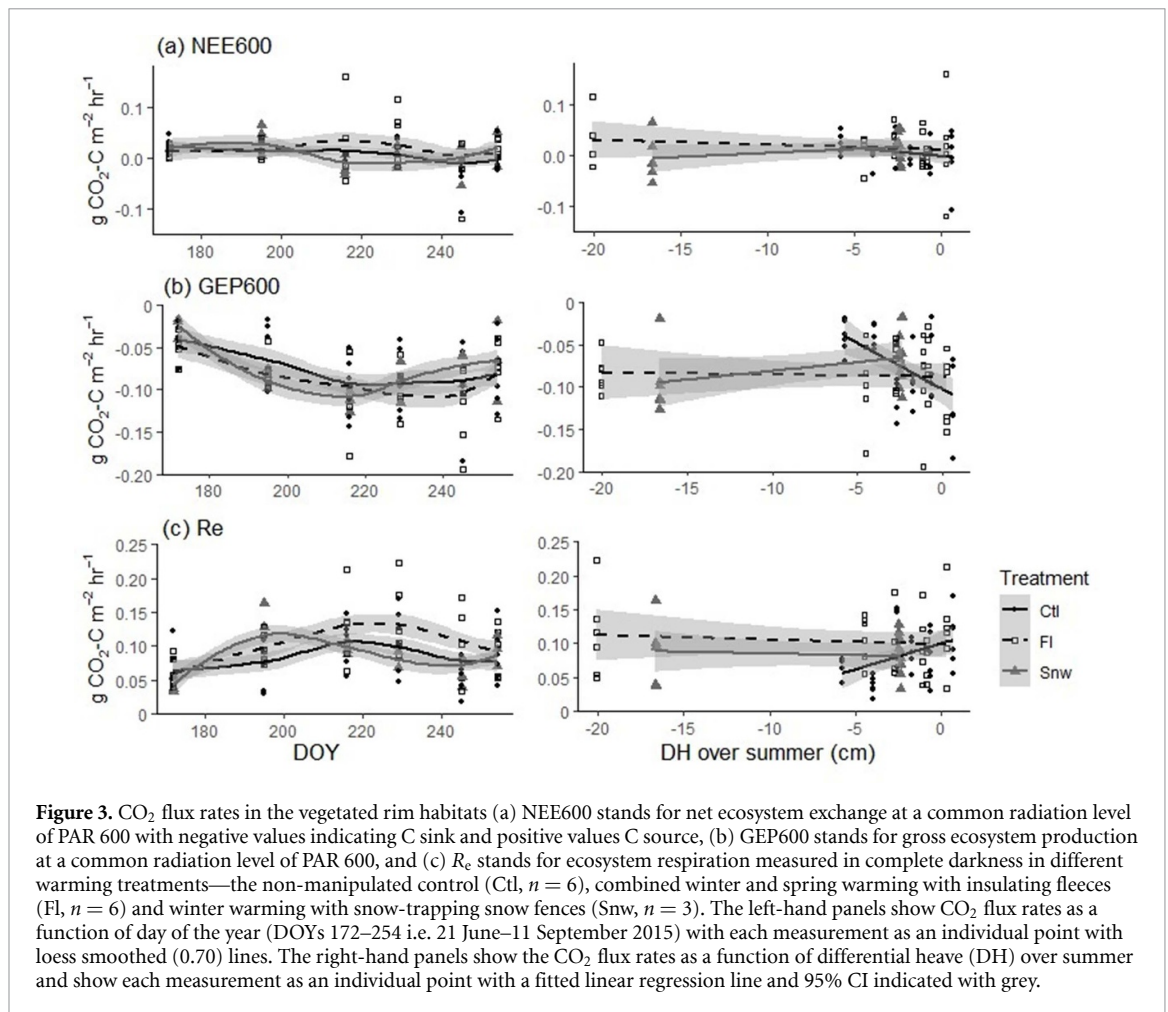 (a) NEE600
g CO₂-C m⁻² hr⁻¹
0.1
0.0
-0.1
180 200 220 240
0.1
0.0
-0.1
-20 -15 -10 -5 0
(b) GEP600
g CO₂-C m⁻² hr⁻¹
0
-0.05
-0.10
-0.15
-0.20
180 200 220 240
0
-0.05
-0.10
-0.15
-0.20
-20 -15 -10 -5 0
(c) Re
g CO₂-C m⁻² hr⁻¹
0.25
0.20
0.15
0.10
0.05
0
180 200 220 240
DOY
0.25
0.20
0.15
0.10
0.05
0
-20 -15 -10 -5 0
DH over summer (cm)
Treatment
Ctl
Fl
Snw
Figure 3. CO₂ flux rates in the vegetated rim habitats (a) NEE600 stands for net ecosystem exchange at a common radiation level
of PAR 600 with negative values indicating C sink and positive values C source, (b) GEP600 stands for gross ecosystem production
at a common radiation level of PAR 600, and (c) Rₑ stands for ecosystem respiration measured in complete darkness in different
warming treatments—the non-manipulated control (Ctl, n = 6), combined winter and spring warming with insulating fleeces
(Fl, n = 6) and winter warming with snow-trapping snow fences (Snw, n = 3). The left-hand panels show CO₂ flux rates as a
function of day of the year (DOYs 172–254 i.e. 21 June–11 September 2015) with each measurement as an individual point with
loess smoothed (0.70) lines. The right-hand panels show the CO₂ flux rates as a function of differential heave (DH) over summer
and show each measurement as an individual point with a fitted linear regression line and 95% CI indicated with grey.